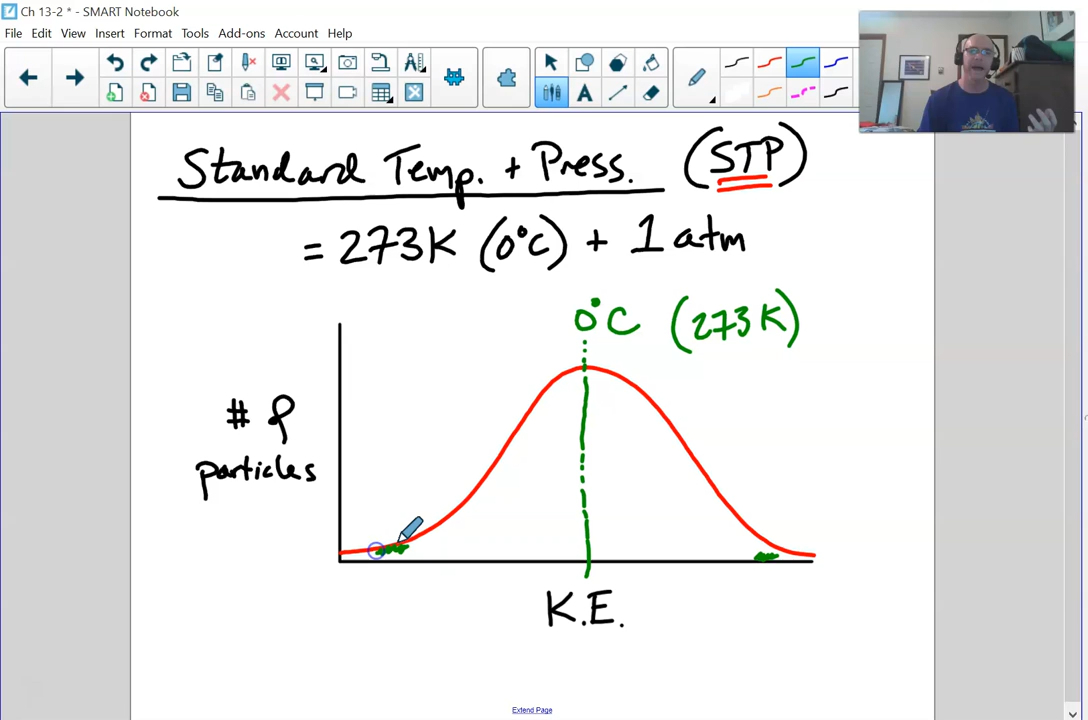 Ch 13-2 * - SMART Notebook
File Edit View Insert Format Tools Add-ons Account Help
Standard Temp. + Press. (STP)
= 273K (0°C) + 1 atm
0°C (273K)
# of
particles
K.E.
Extend Page